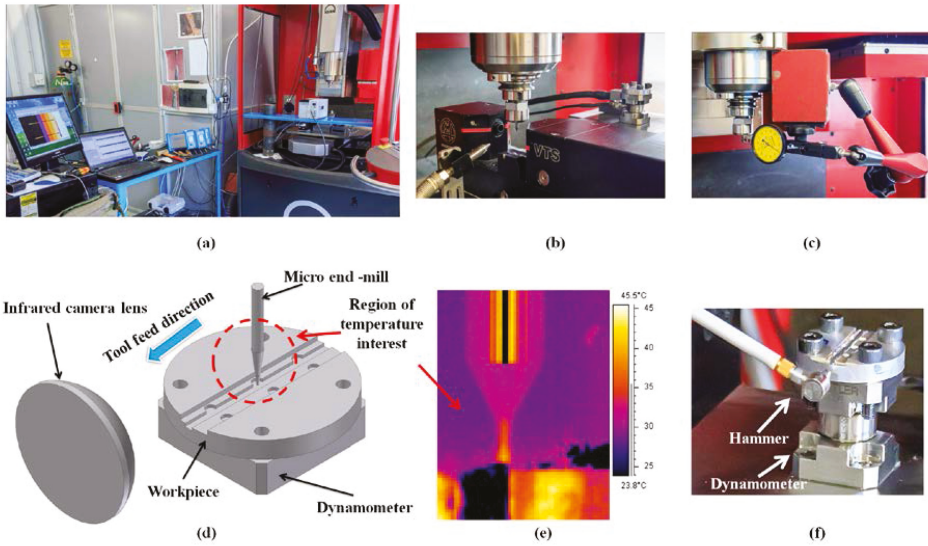 (a)
VTS
(b)
(c)
Infrared camera lens
Tool feed direction
Micro end -mill
Region of
temperature
interest
Workpiece
Dynamometer
(d)
45.5°C
45
40
35
30
25
23.8°C
(e)
Hammer
Dynamometer
(f)